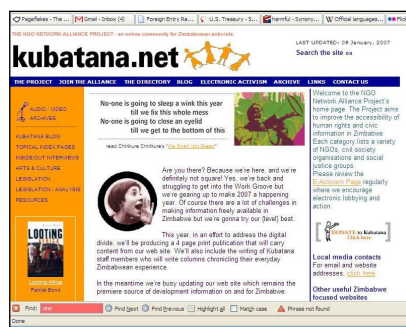 Pageflakes - The ...
Gmail - Inbox (4)
Foreign Entry Re...
U.S. Treasury - S...
harmful - Synony...
Official languages...
Flick
THE NGO NETWORK ALLIANCE PROJECT - an online community for Zimbabwean activists
LAST UPDATED: 09 January, 2007
kubatana.net
Search the site »»
THE PROJECT JOIN THE ALLIANCE THE DIRECTORY BLOG ELECTRONIC ACTIVISM ARCHIVE LINKS CONTACT US
AUDIO / VIDEO
ARCHIVES
KUBATANA BLOG
TOPICAL INDEX PAGES
INSIDE/OUT INTERVIEWS
ARTS & CULTURE
LEGISLATION
LEGISLATION / ANALYSIS
RESOURCES
LOOTING
Looting Africa
Patrick Bond
No-one is going to sleep a wink this year
till we fix this whole mess
No-one is going to close an eyelid
till we get to the bottom of this
read Chirikure Chirikure's "We Shall Not Sleep"
Are you there? Because we're here, and we're
definitely not square! Yes, we're back and
struggling to get into the Work Groove but
we're gearing up to make 2007 a happening
year. Of course there are a lot of challenges in
making information freely available in
Zimbabwe but we're gonna try our (level) best.
This year, in an effort to address the digital
divide, we'll be producing a 4 page print publication that will carry
content from our web site. We'll also include the writing of Kubatana
staff members who will write columns chronicling their everyday
Zimbabwean experience.
In the meantime we're busy updating our web site which remains the
premiere source of development information on and for Zimbabwe.
Welcome to the NGO
Network Alliance Project's
home page. The Project aims
to improve the accessibility of
human rights and civic
information in Zimbabwe.
Each category lists a variety
of NGOs, civil society
organisations and social
justice groups.
Please review the
E-Activism Page regularly
where we encourage
electronic lobbying and
action.
DONATE to Kubatana
Click here
Local media contacts
For email and website
addresses, click here
Other useful Zimbabwe
focused websites
Find: one
Find Next
Find Previous
Highlight all
Match case
Phrase not found
Done